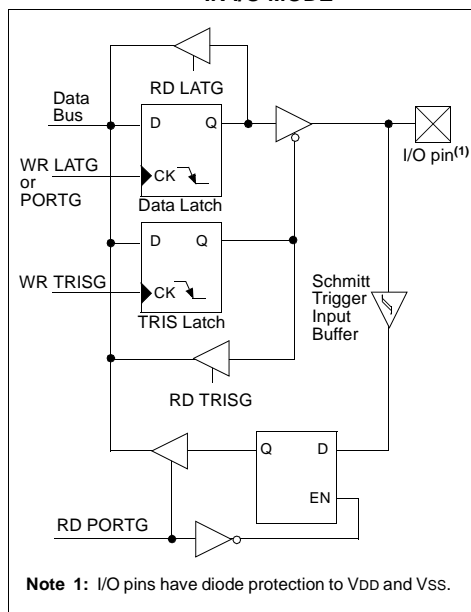 IN I/O MODE
RD LATG
Data
Bus
D Q
WR LATG
or
PORTG
CK
Data Latch
I/O pin(1)
D Q
WR TRISG
CK
TRIS Latch
Schmitt
Trigger
Input
Buffer
RD TRISG
Q D
EN
RD PORTG
Note 1: I/O pins have diode protection to VDD and VSS.